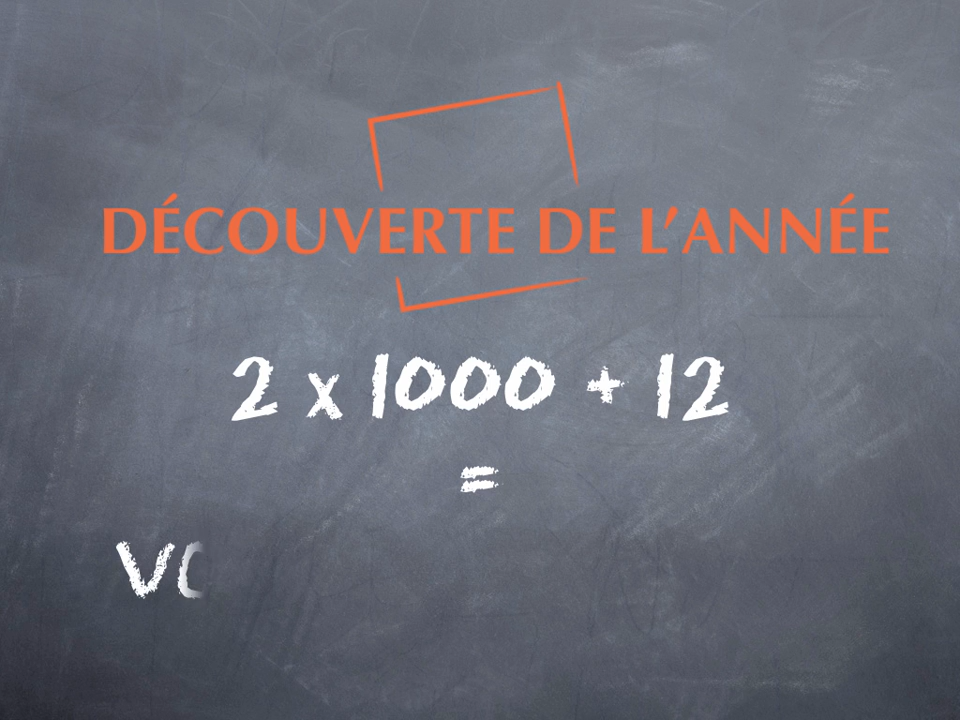 DÉCOUVERTE DE L'ANNÉE
2 x 1000 + 12
=